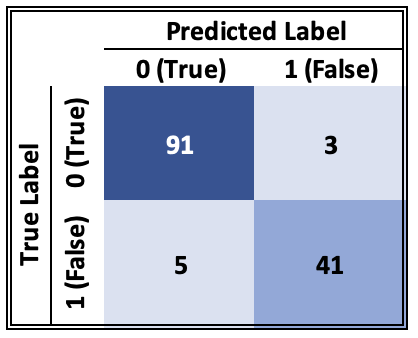 Predicted Label
0 (True) 1 (False)
True Label
0 (True) 91 3
1 (False) 5 41